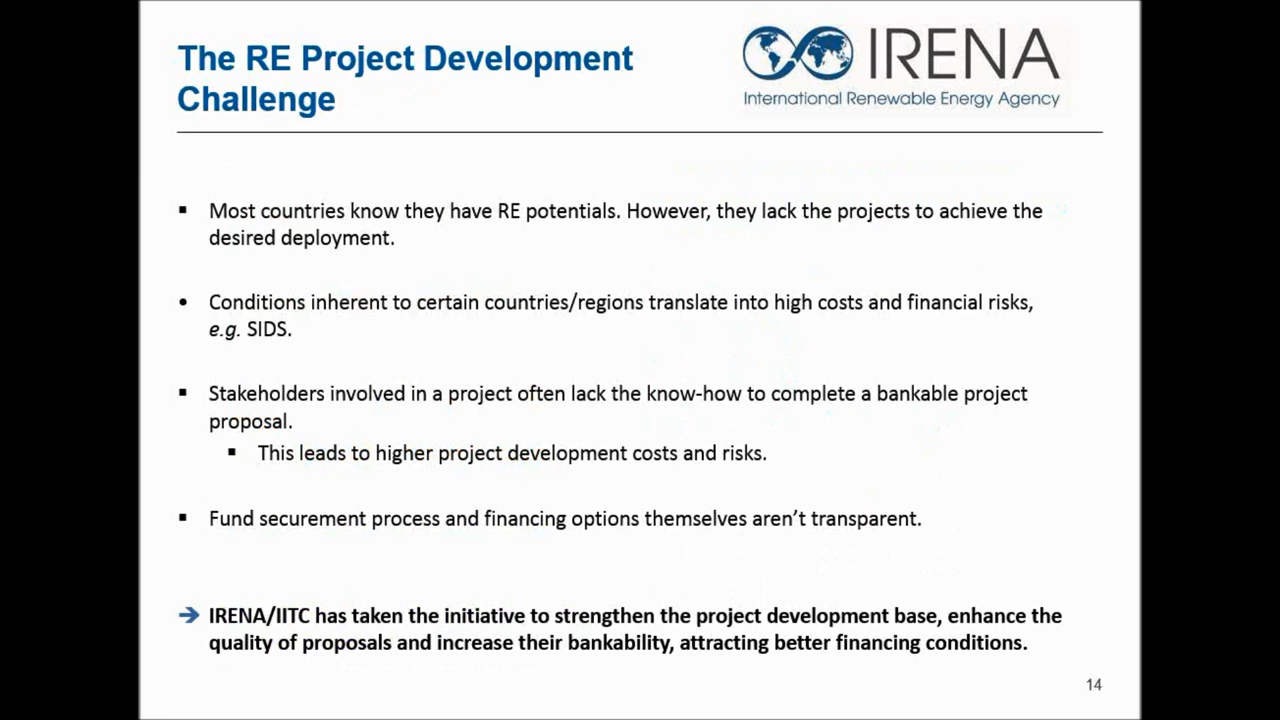 The RE Project Development
Challenge
IRENA
International Renewable Energy Agency
▪ Most countries know they have RE potentials. However, they lack the projects to achieve the
desired deployment.
• Conditions inherent to certain countries/regions translate into high costs and financial risks,
e.g. SIDS.
▪ Stakeholders involved in a project often lack the know-how to complete a bankable project
proposal.
▪ This leads to higher project development costs and risks.
▪ Fund securement process and financing options themselves aren’t transparent.
➔ IRENA/IITC has taken the initiative to strengthen the project development base, enhance the
quality of proposals and increase their bankability, attracting better financing conditions.
14